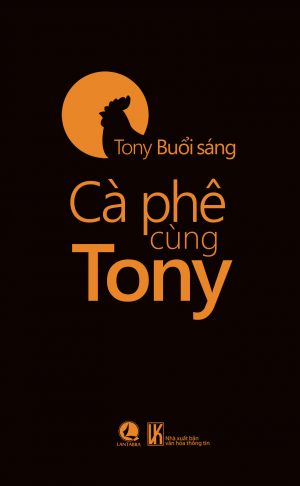 Tony Buổi sáng
Cà phê
cùng
Tony
LANTABRA
Nhà xuất bản
văn hóa thông tin